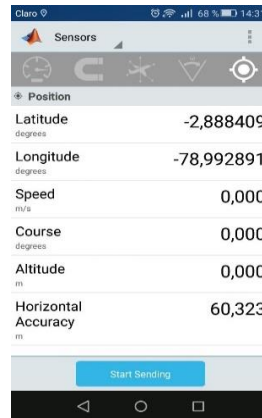 Claro 68 % 14:31
Sensors
Position
Latitude -2,888409
degrees
Longitude -78,992891
degrees
Speed 0,000
m/s
Course 0,000
degrees
Altitude 0,000
m
Horizontal 60,323
Accuracy
m
Start Sending